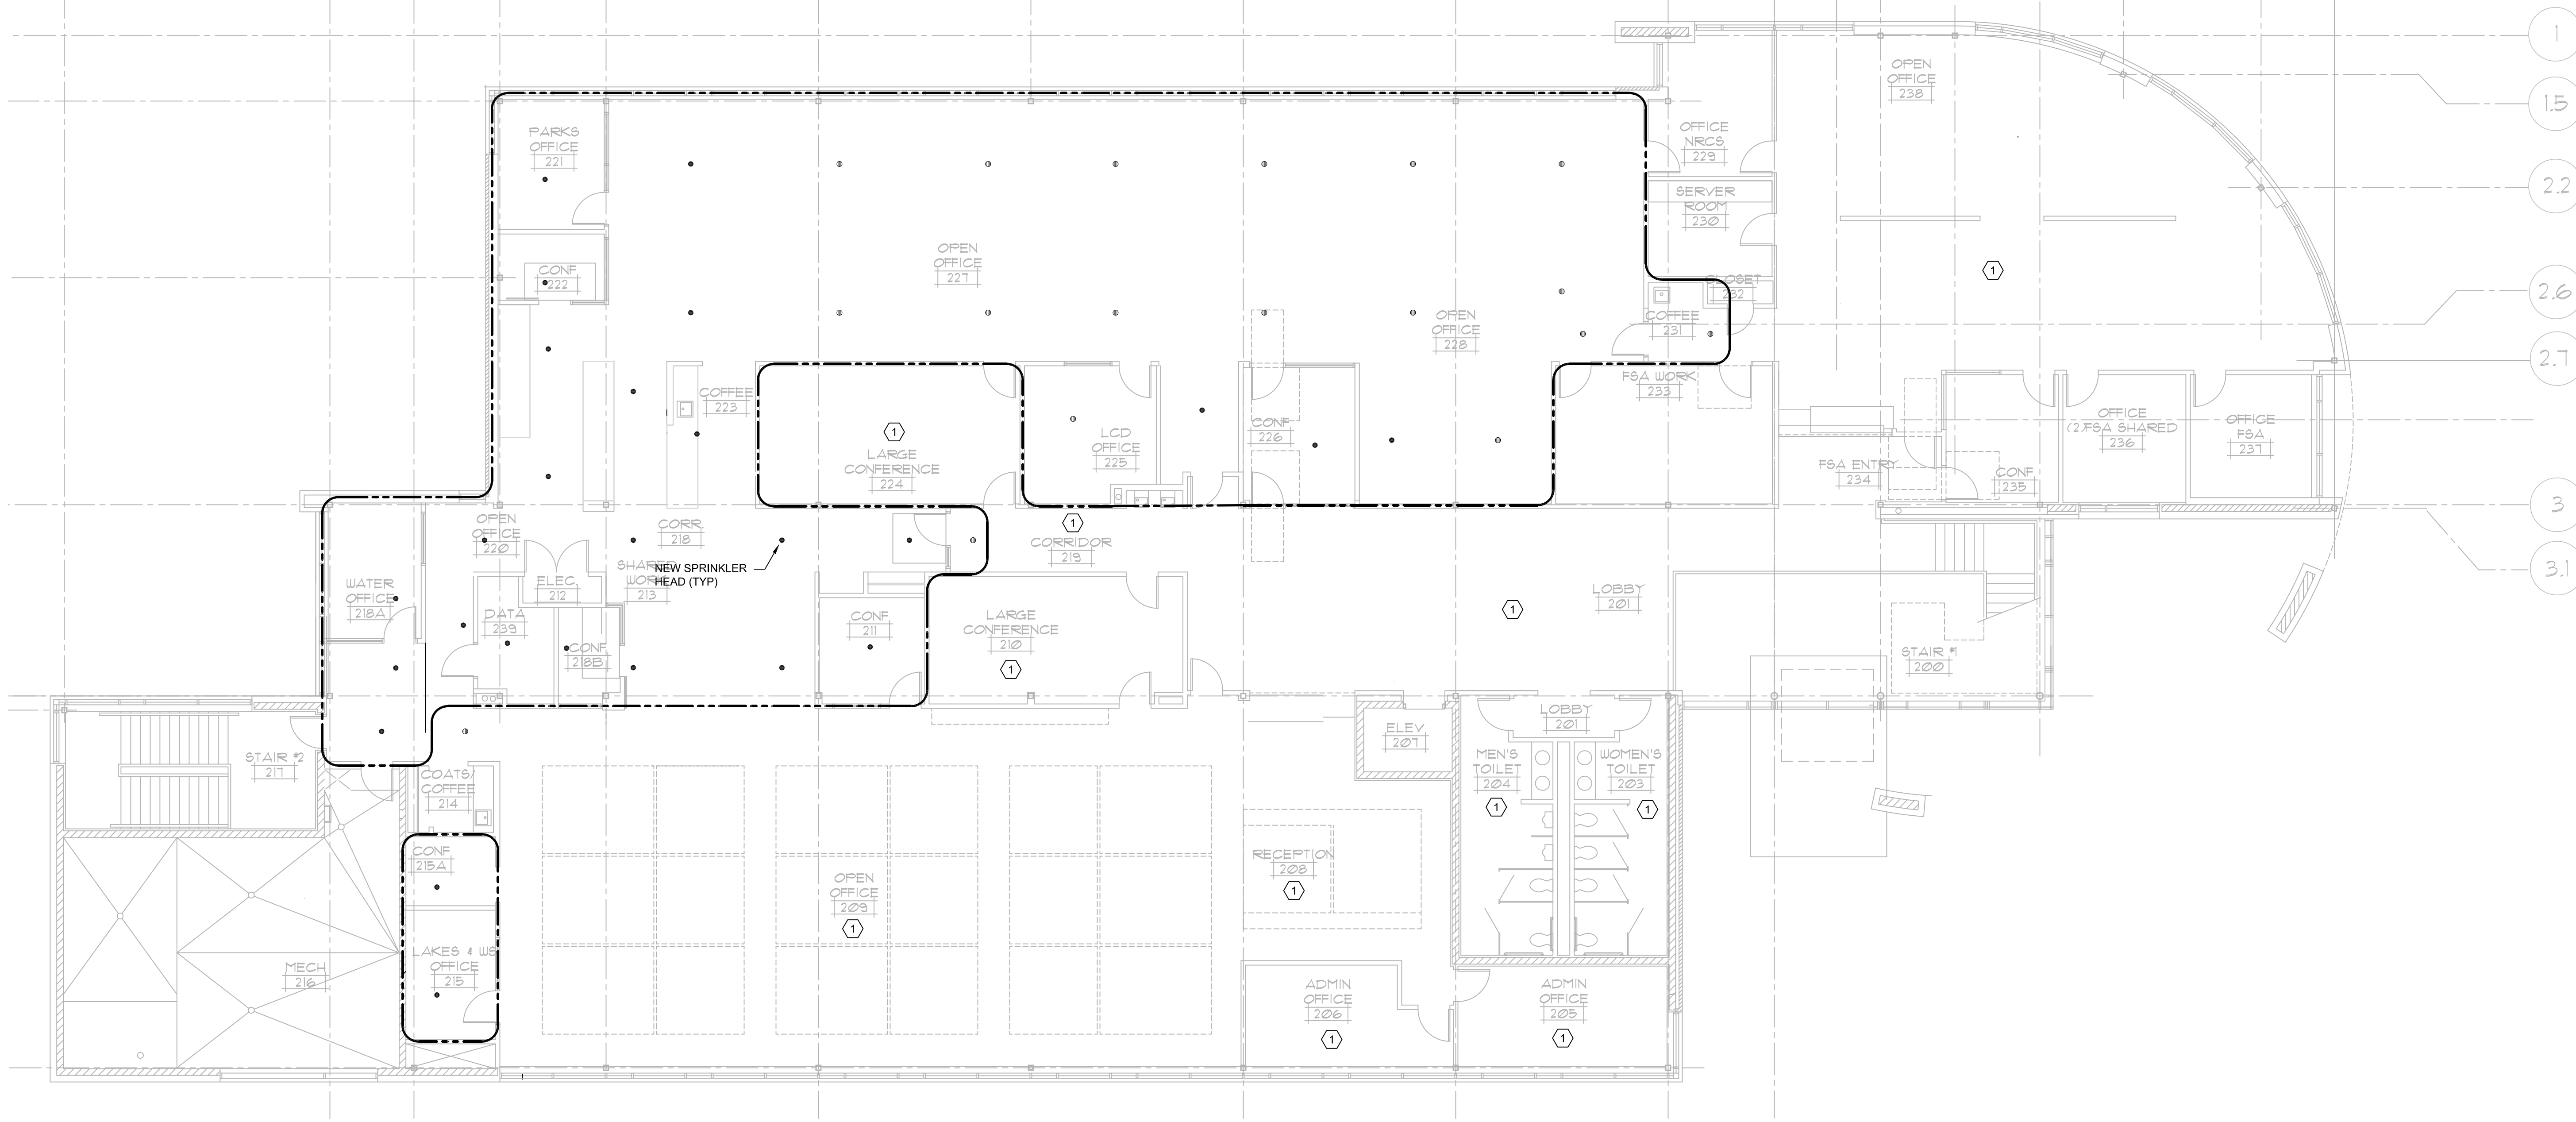 1
1.5
2.2
2.6
2.7
3
3.1
OPEN
OFFICE
238
PARKS
OFFICE
221
OFFICE
NRCS
229
SERVER
ROOM
230
CONF
222
OPEN
OFFICE
227
1
CLOSET
232
COFFEE
231
OPEN
OFFICE
228
FSA WORK
233
COFFEE
223
1
LARGE
CONFERENCE
224
LCD
OFFICE
225
CONF
226
OFFICE
(2)FSA SHARED
236
OFFICE
FSA
237
FSA ENTRY
234
CONF
235
OPEN
OFFICE
220
CORR
218
1
CORRIDOR
219
NEW SPRINKLER
HEAD (TYP)
SHARED
WORK
213
WATER
OFFICE
218A
ELEC.
212
DATA
239
CONF
218B
CONF
211
LARGE
CONFERENCE
210
1
LOBBY
201
1
STAIR #1
200
STAIR #2
217
COATS/
COFFEE
214
ELEV
207
LOBBY
201
MEN'S
TOILET
204
1
WOMEN'S
TOILET
203
1
CONF
215A
LAKES & WS
OFFICE
215
MECH
216
OPEN
OFFICE
209
1
RECEPTION
208
1
ADMIN
OFFICE
206
1
ADMIN
OFFICE
205
1